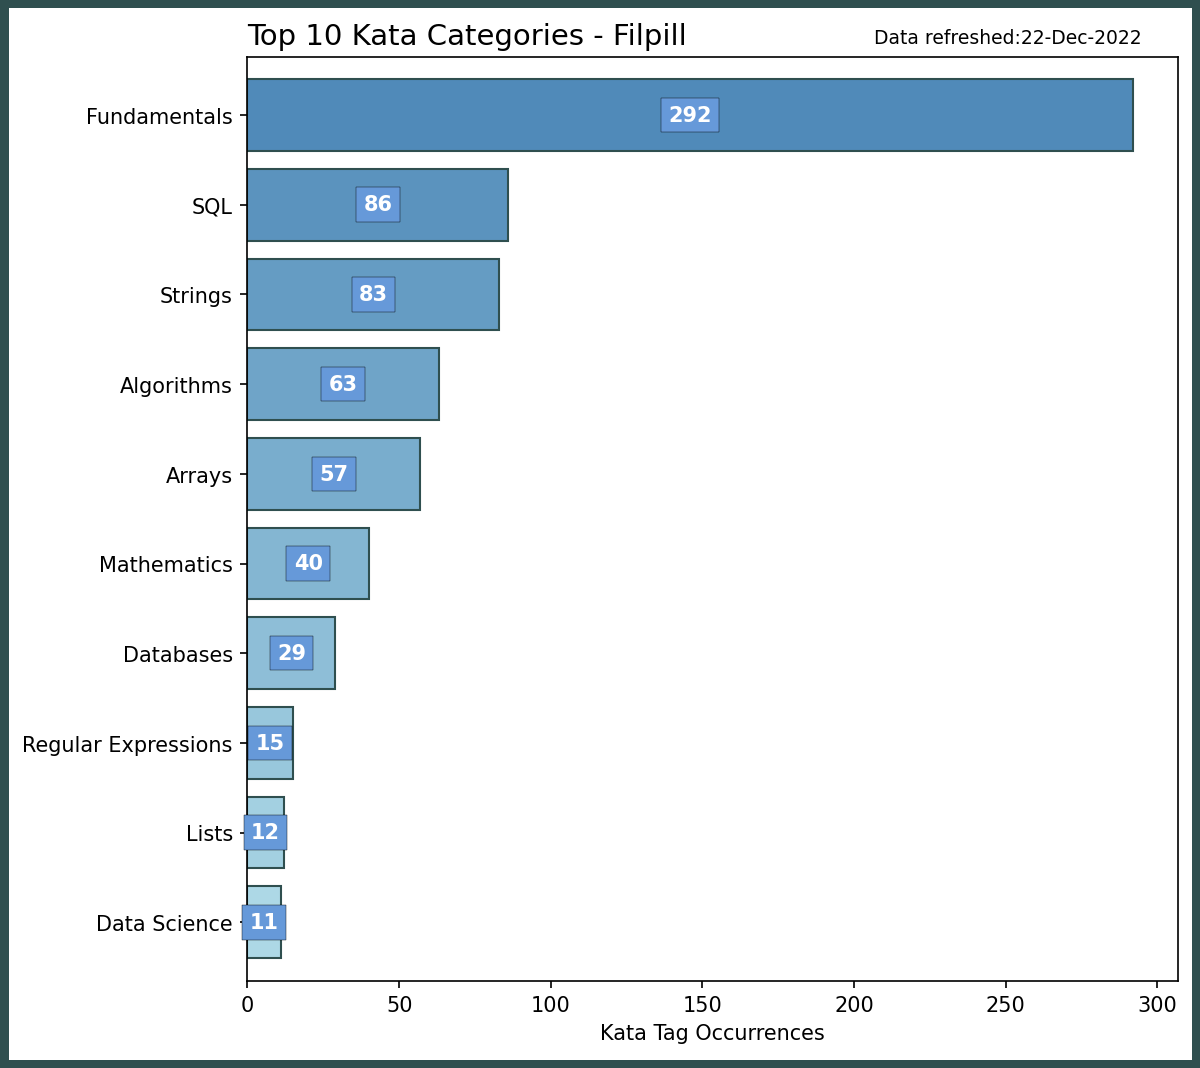 Top 10 Kata Categories - Filpill
Data refreshed:22-Dec-2022
Fundamentals
292
SQL
86
Strings
83
Algorithms
63
Arrays
57
Mathematics
40
Databases
29
Regular Expressions
15
Lists
12
Data Science
11
0 50 100 150 200 250 300
Kata Tag Occurrences